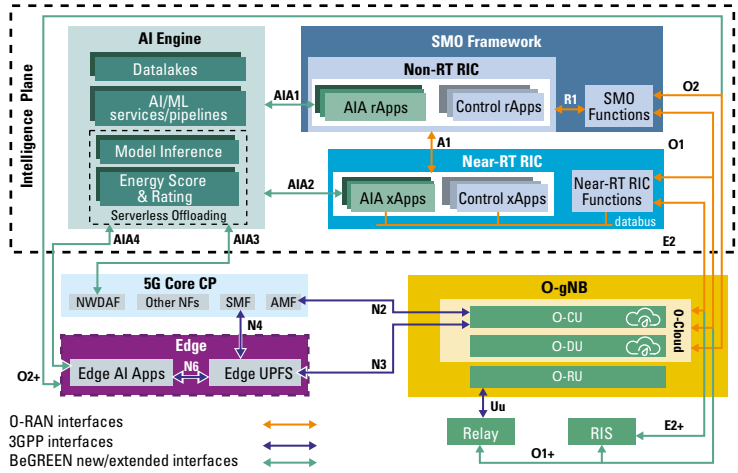 Intelligence Plane
AI Engine
Datalakes
AI/ML
services/pipelines
Model Inference
Energy Score
& Rating
Serverless Offloading
AIA1
AIA2
AIA4
AIA3
SMO Framework
Non-RT RIC
AIA rApps
Control rApps
R1
SMO
Functions
O2
A1
O1
Near-RT RIC
AIA xApps
Control xApps
Near-RT RIC
Functions
databus
E2
5G Core CP
NWDAF
Other NFs
SMF
AMF
N4
N2
Edge
Edge AI Apps
N6
Edge UPFS
N3
O2+
O-gNB
O-CU
O-DU
O-Cloud
O-RU
Uu
Relay
RIS
E2+
O1+
O-RAN interfaces
3GPP interfaces
BeGREEN new/extended interfaces